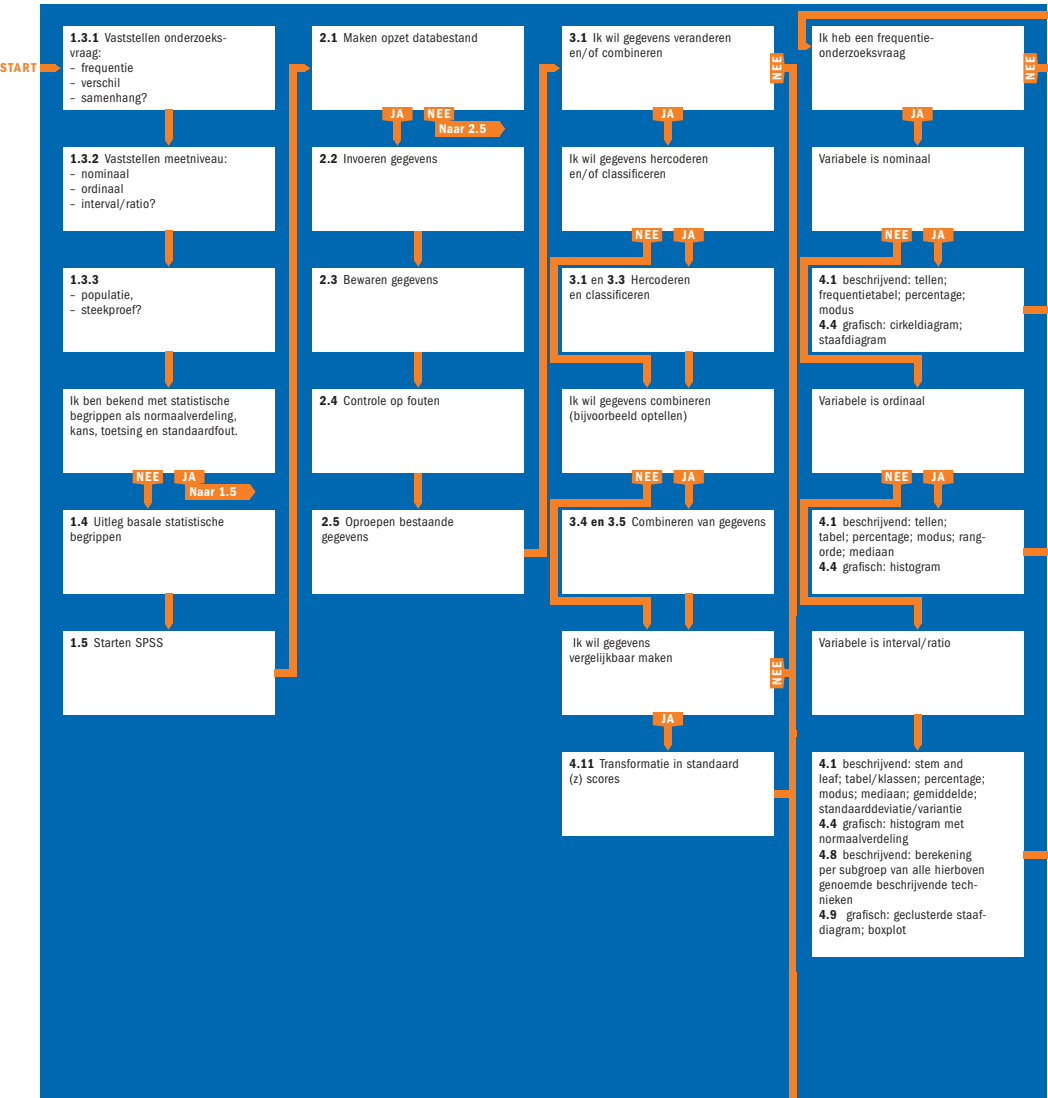 START
1.3.1 Vaststellen onderzoeks-
vraag:
– frequentie
– verschil
– samenhang?
1.3.2 Vaststellen meetniveau:
– nominaal
– ordinaal
– interval/ratio?
1.3.3
– populatie,
– steekproef?
Ik ben bekend met statistische
begrippen als normaalverdeling,
kans, toetsing en standaardfout.
NEE JA
Naar 1.5
1.4 Uitleg basale statistische
begrippen
1.5 Starten SPSS
2.1 Maken opzet databestand
JA NEE
Naar 2.5
2.2 Invoeren gegevens
2.3 Bewaren gegevens
2.4 Controle op fouten
2.5 Oproepen bestaande
gegevens
3.1 Ik wil gegevens veranderen
en/of combineren
NEE
JA
Ik wil gegevens hercoderen
en/of classificeren
NEE JA
3.1 en 3.3 Hercoderen
en classificeren
Ik wil gegevens combineren
(bijvoorbeeld optellen)
NEE JA
3.4 en 3.5 Combineren van gegevens
Ik wil gegevens
vergelijkbaar maken
NEE
JA
4.11 Transformatie in standaard
(z) scores
Ik heb een frequentie-
onderzoeksvraag
NEE
JA
Variabele is nominaal
NEE JA
4.1 beschrijvend: tellen;
frequentietabel; percentage;
modus
4.4 grafisch: cirkeldiagram;
staafdiagram
Variabele is ordinaal
NEE JA
4.1 beschrijvend: tellen;
tabel; percentage; modus; rang-
orde; mediaan
4.4 grafisch: histogram
Variabele is interval/ratio
4.1 beschrijvend: stem and
leaf; tabel/klassen; percentage;
modus; mediaan; gemiddelde;
standaarddeviatie/variantie
4.4 grafisch: histogram met
normaalverdeling
4.8 beschrijvend: berekening
per subgroep van alle hierboven
genoemde beschrijvende tech-
nieken
4.9 grafisch: geclusterde staaf-
diagram; boxplot